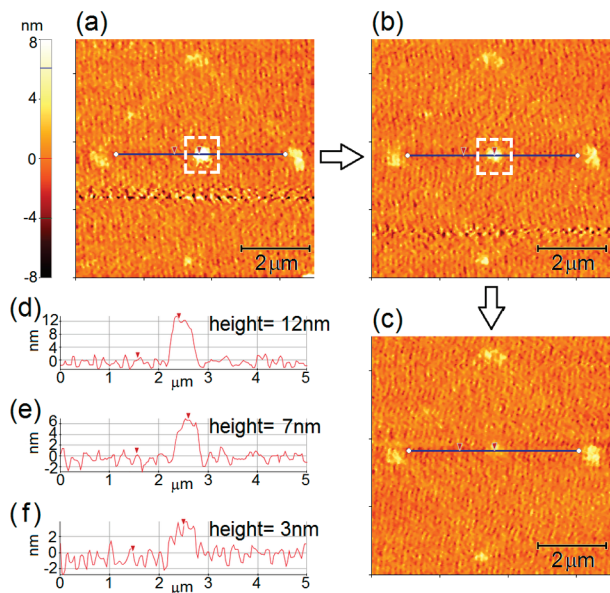 nm
8
4
0
-4
-8
(a)
2μm
(b)
2μm
(c)
2μm
(d)
nm
12
8
4
0
height= 12nm
0 1 2 3 4 5
μm
(e)
nm
6
4
2
0
-2
height= 7nm
0 1 2 3 4 5
μm
(f)
nm
2
0
-2
height= 3nm
0 1 2 3 4 5
μm